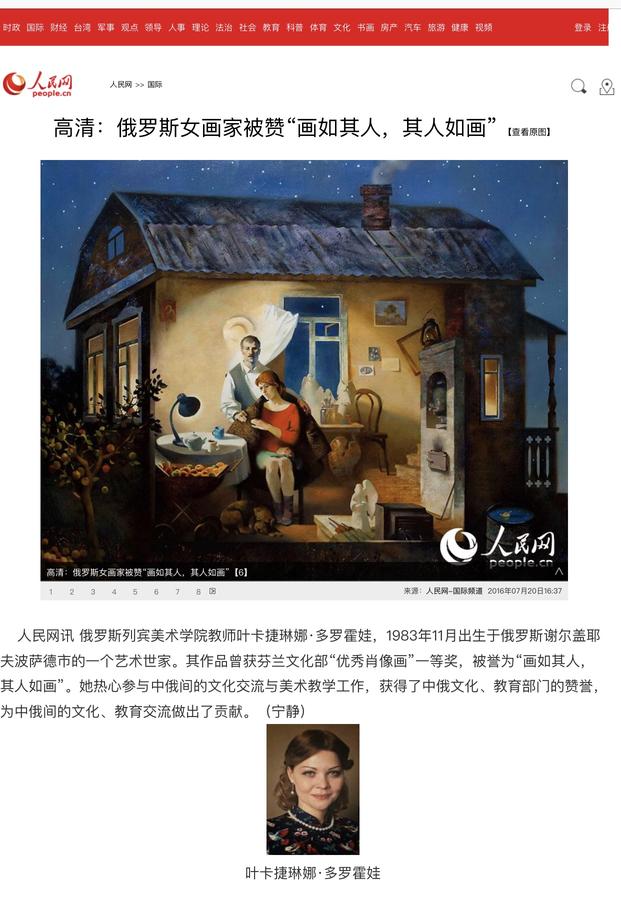 时政 国际 财经 台湾 军事 观点 领导 人事 理论 法治 社会 教育 科普 体育 文化 书画 房产 汽车 旅游 健康 视频 登录
人民网 人民网 >> 国际
people.cn
高清：俄罗斯女画家被赞“画如其人，其人如画” 【查看原图】
人民网
people.cn
高清：俄罗斯女画家被赞“画如其人，其人如画”【6】
1 2 3 4 5 6 7 8 来源：人民网-国际频道 2016年07月20日16:37
人民网讯 俄罗斯列宾美术学院教师叶卡捷琳娜·多罗霍娃，1983年11月出生于俄罗斯谢尔盖耶
夫波萨德市的一个艺术世家。其作品曾获芬兰文化部“优秀肖像画”一等奖，被誉为“画如其人，
其人如画”。她热心参与中俄间的文化交流与美术教学工作，获得了中俄文化、教育部门的赞誉，
为中俄间的文化、教育交流做出了贡献。（宁静）
叶卡捷琳娜·多罗霍娃